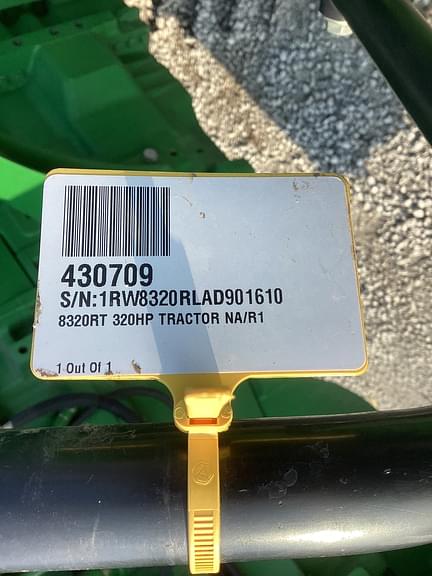 430709
S/N:1RW8320RLAD901610
8320RT 320HP TRACTOR NA/R1
1 Out Of 1